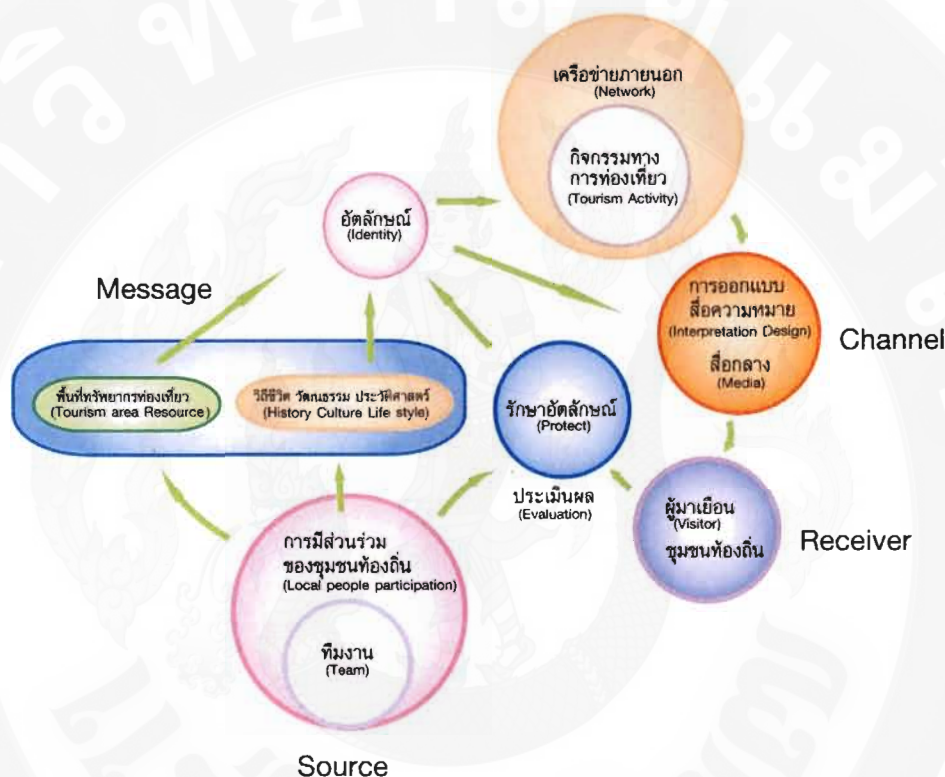 เครือข่ายภายนอก
(Network)
กิจกรรมทาง
การท่องเที่ยว
(Tourism Activity)
อัตลักษณ์
(Identity)
Message
การออกแบบ
สื่อความหมาย
(Interpretation Design)
สื่อกลาง
(Media)
Channel
พื้นที่ทรัพยากรท่องเที่ยว
(Tourism area Resource)
วิถีชีวิต วัฒนธรรม ประวัติศาสตร์
(History Culture Life style)
รักษาอัตลักษณ์
(Protect)
ประเมินผล
(Evaluation)
ผู้มาเยือน
(Visitor)
ชุมชนท้องถิ่น
Receiver
การมีส่วนร่วม
ของชุมชนท้องถิ่น
(Local people participation)
ทีมงาน
(Team)
Source